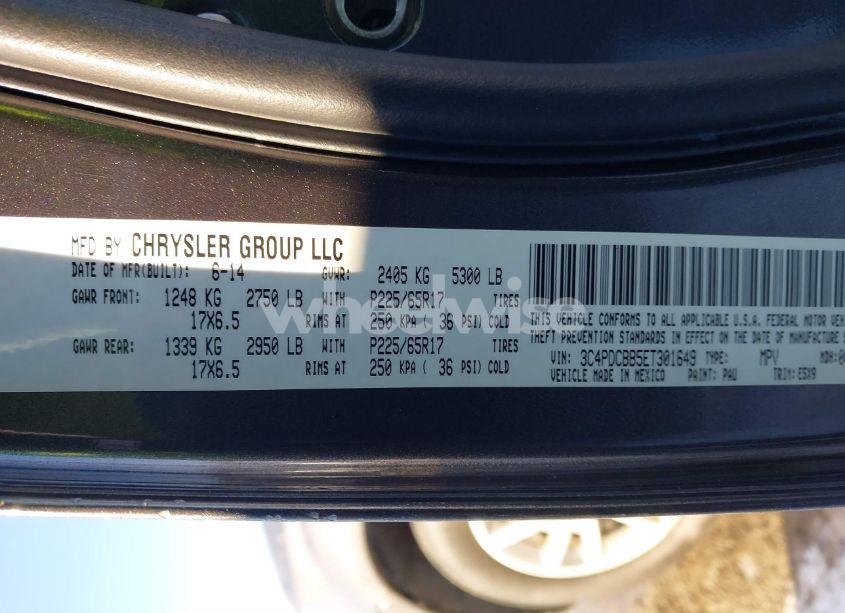 MFD BY CHRYSLER GROUP LLC
DATE OF MFR(BUILT): 6-14 GVWR: 2405 KG 5300 LB
GAWR FRONT: 1248 KG 2750 LB WITH P225/65R17 TIRES
17X6.5 RIMS AT 250 KPA ( 36 PSI) COLD
GAWR REAR: 1339 KG 2950 LB WITH P225/65R17 TIRES
17X6.5 RIMS AT 250 KPA ( 36 PSI) COLD
THIS VEHICLE CONFORMS TO ALL APPLICABLE U.S.A. FEDERAL MOTOR
THEFT PREVENTION STANDARDS IN EFFECT ON THE DATE OF MANUFACTURE
VIN: 3C4PDCBB5ET301649 TYPE: MPV MDH:
VEHICLE MADE IN MEXICO PAINT: PAU TRIM: E5X9
wheelwise